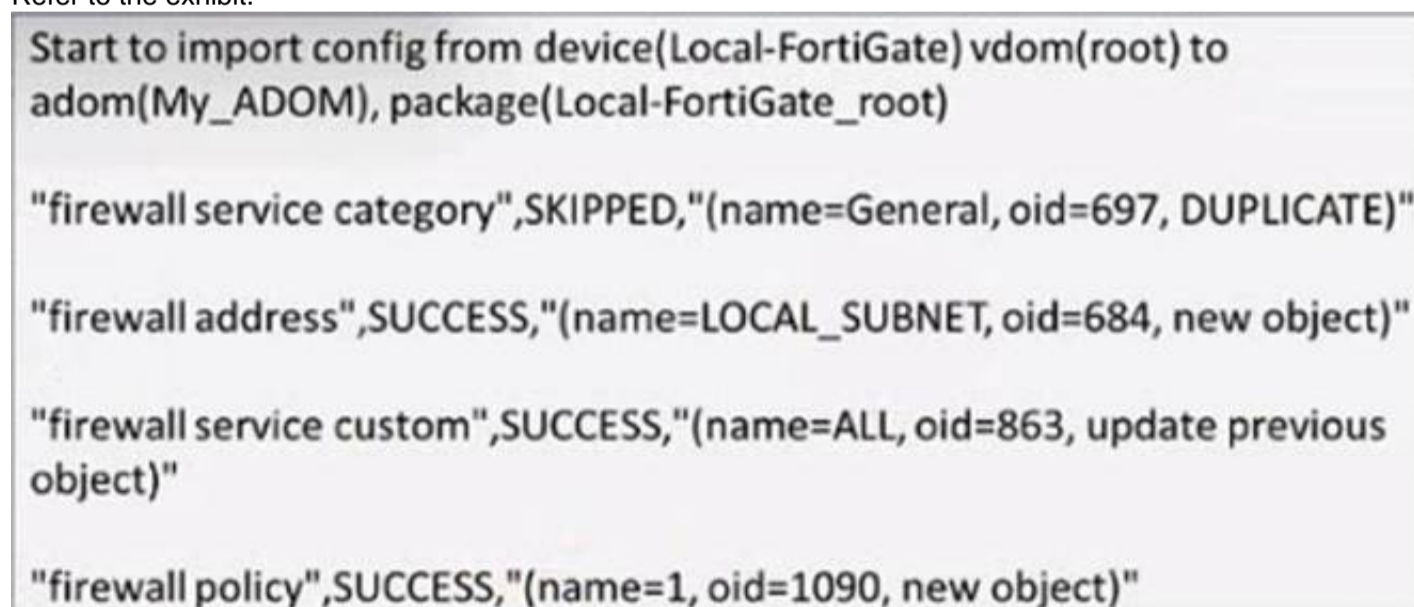 Refer to the exhibit.
Start to import config from device(Local-FortiGate) vdom(root) to
adom(My_ADOM), package(Local-FortiGate_root)
"firewall service category",SKIPPED,"(name=General, oid=697, DUPLICATE)"
"firewall address",SUCCESS,"(name=LOCAL_SUBNET, oid=684, new object)"
"firewall service custom",SUCCESS,"(name=ALL, oid=863, update previous
object)"
"firewall policy",SUCCESS,"(name=1, oid=1090, new object)"